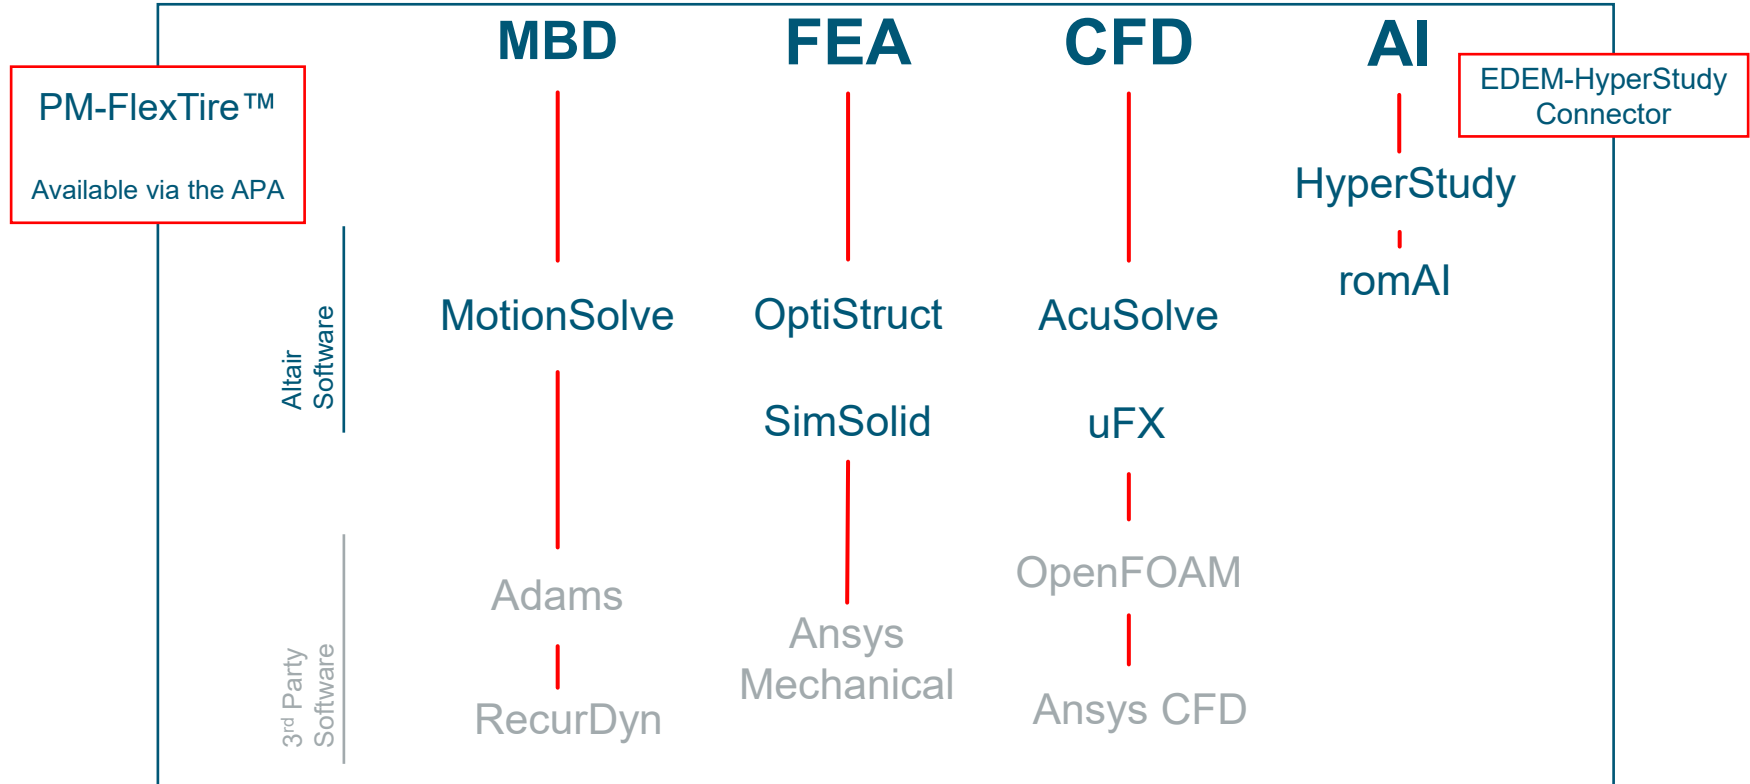 MBD
FEA
CFD
AI
PM-FlexTire™
Available via the APA
EDEM-HyperStudy
Connector
HyperStudy
romAI
Altair
Software
MotionSolve
OptiStruct
AcuSolve
SimSolid
uFX
3rd Party
Software
Adams
OpenFOAM
Ansys
Mechanical
RecurDyn
Ansys CFD